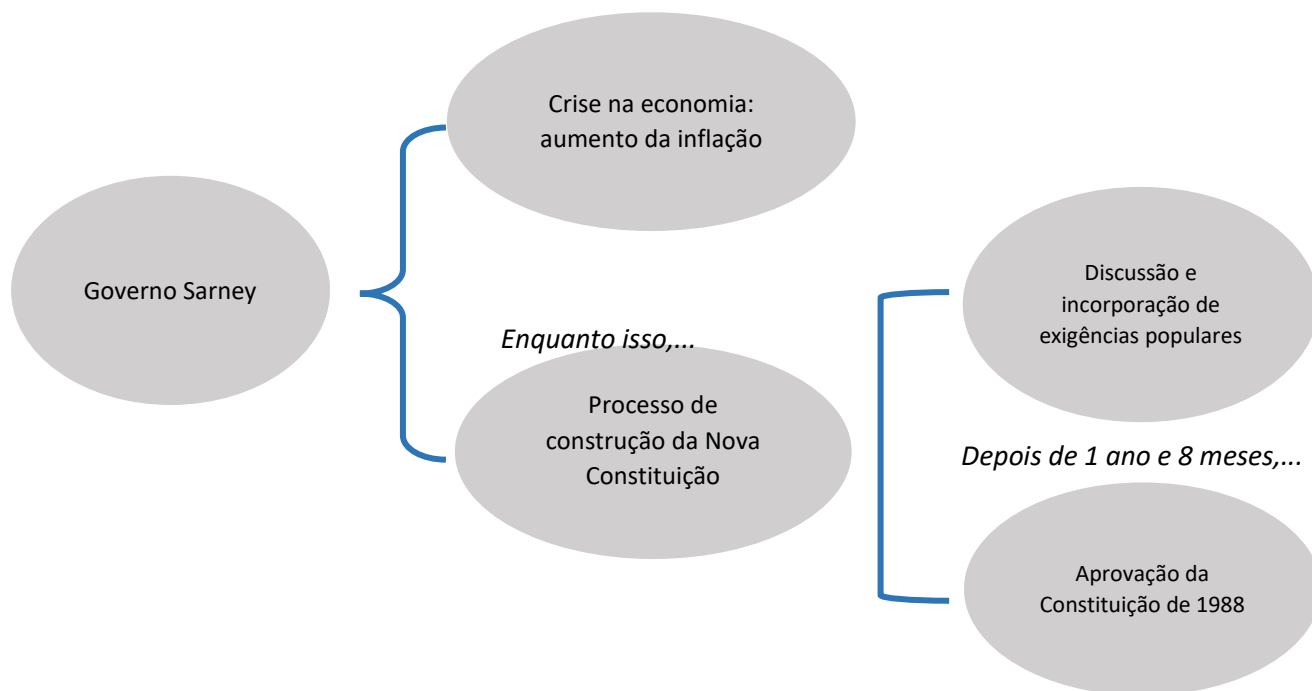 Crise na economia:
aumento da inflação
Governo Sarney
Enquanto isso,...
Processo de
construção da Nova
Constituição
Discussão e
incorporação de
exigências populares
Depois de 1 ano e 8 meses,...
Aprovação da
Constituição de 1988